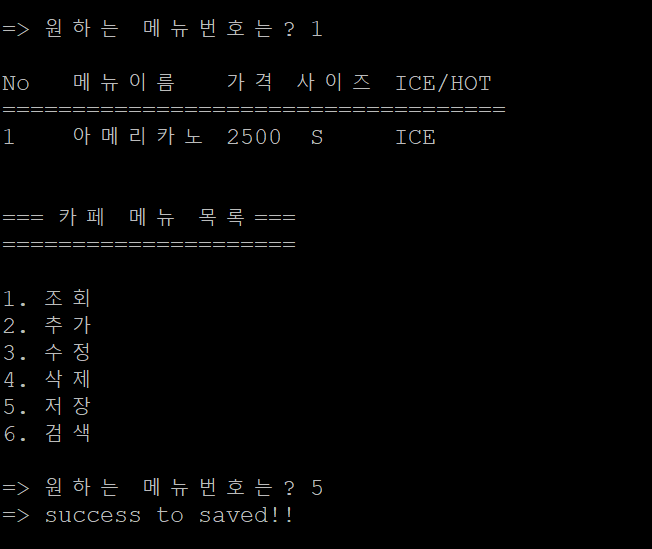 => 원하는 메뉴번호는? 1
No 메뉴이름 가격 사이즈 ICE/HOT
====================================
1 아메리카노 2500 S ICE
=== 카페 메뉴 목록 ===
=====================
1. 조회
2. 추가
3. 수정
4. 삭제
5. 저장
6. 검색
=> 원하는 메뉴번호는? 5
=> success to saved!!